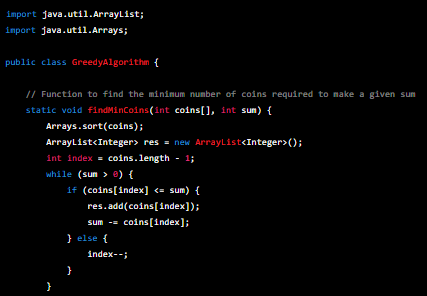 import java.util.ArrayList;
import java.util.Arrays;
public class GreedyAlgorithm {
// Function to find the minimum number of coins required to make a given sum
static void findMinCoins(int coins[], int sum) {
Arrays.sort(coins);
ArrayList<Integer> res = new ArrayList<Integer>();
int index = coins.length - 1;
while (sum > 0) {
if (coins[index] <= sum) {
res.add(coins[index]);
sum -= coins[index];
} else {
index--;
}
}